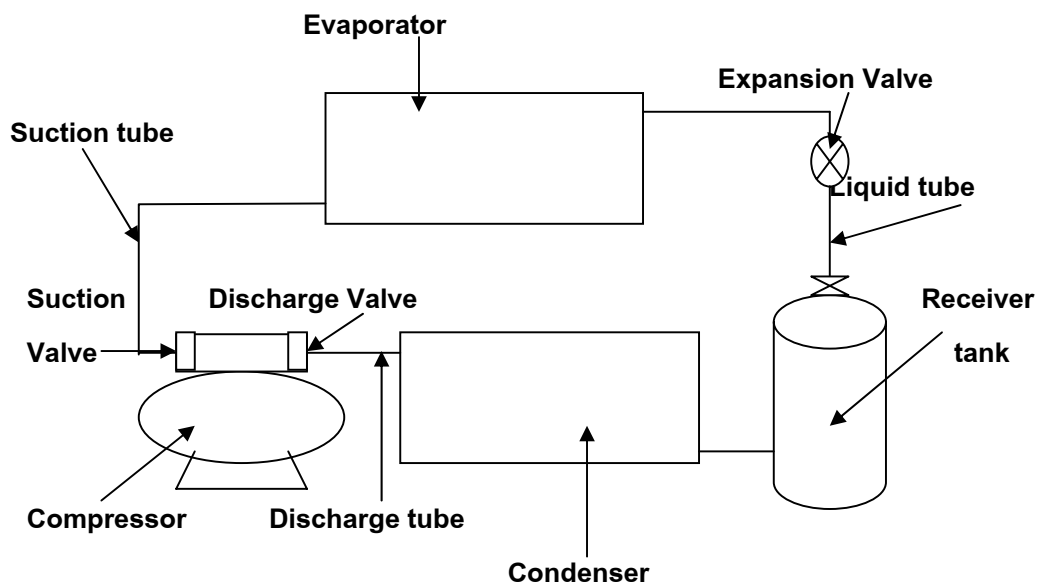 Evaporator
Expansion Valve
Suction tube
Liquid tube
Suction
Valve
Discharge Valve
Receiver
tank
Compressor
Discharge tube
Condenser